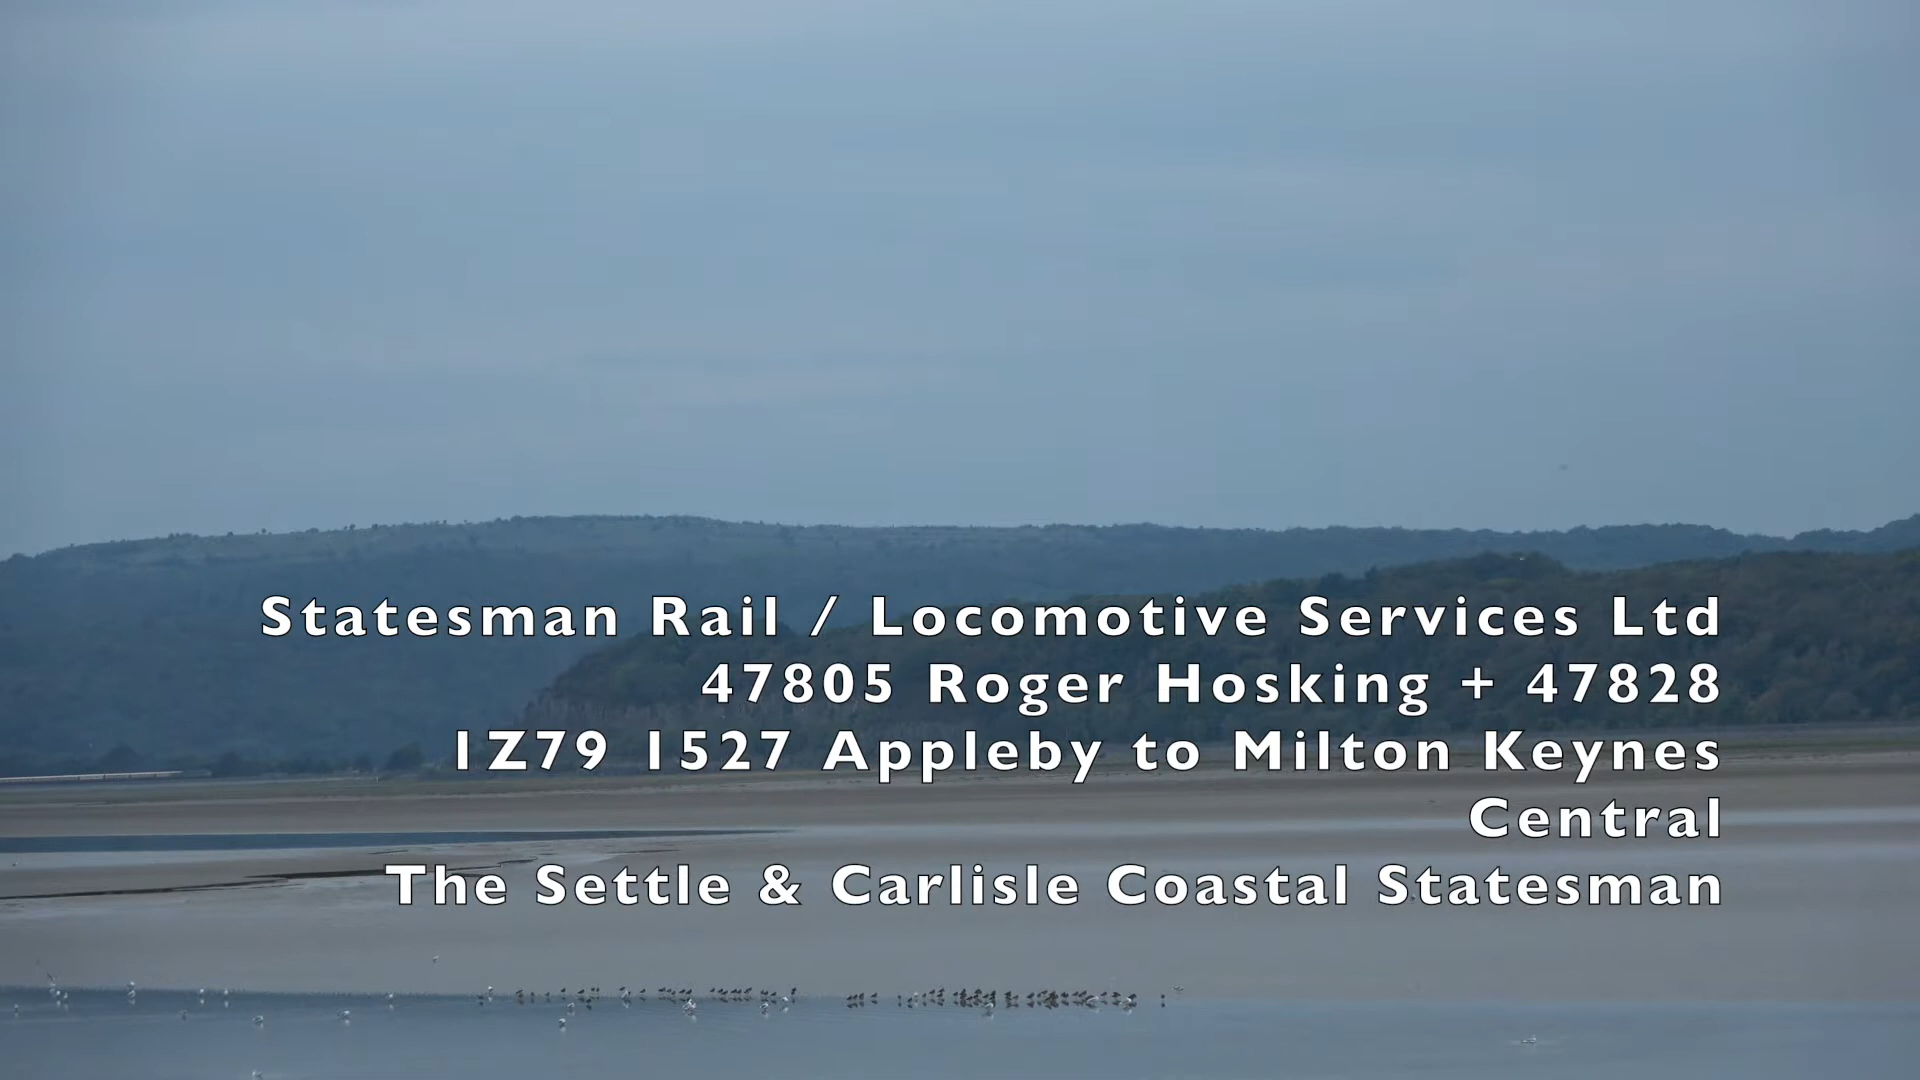 Statesman Rail / Locomotive Services Ltd
47805 Roger Hosking + 47828
1Z79 1527 Appleby to Milton Keynes
Central
The Settle & Carlisle Coastal Statesman